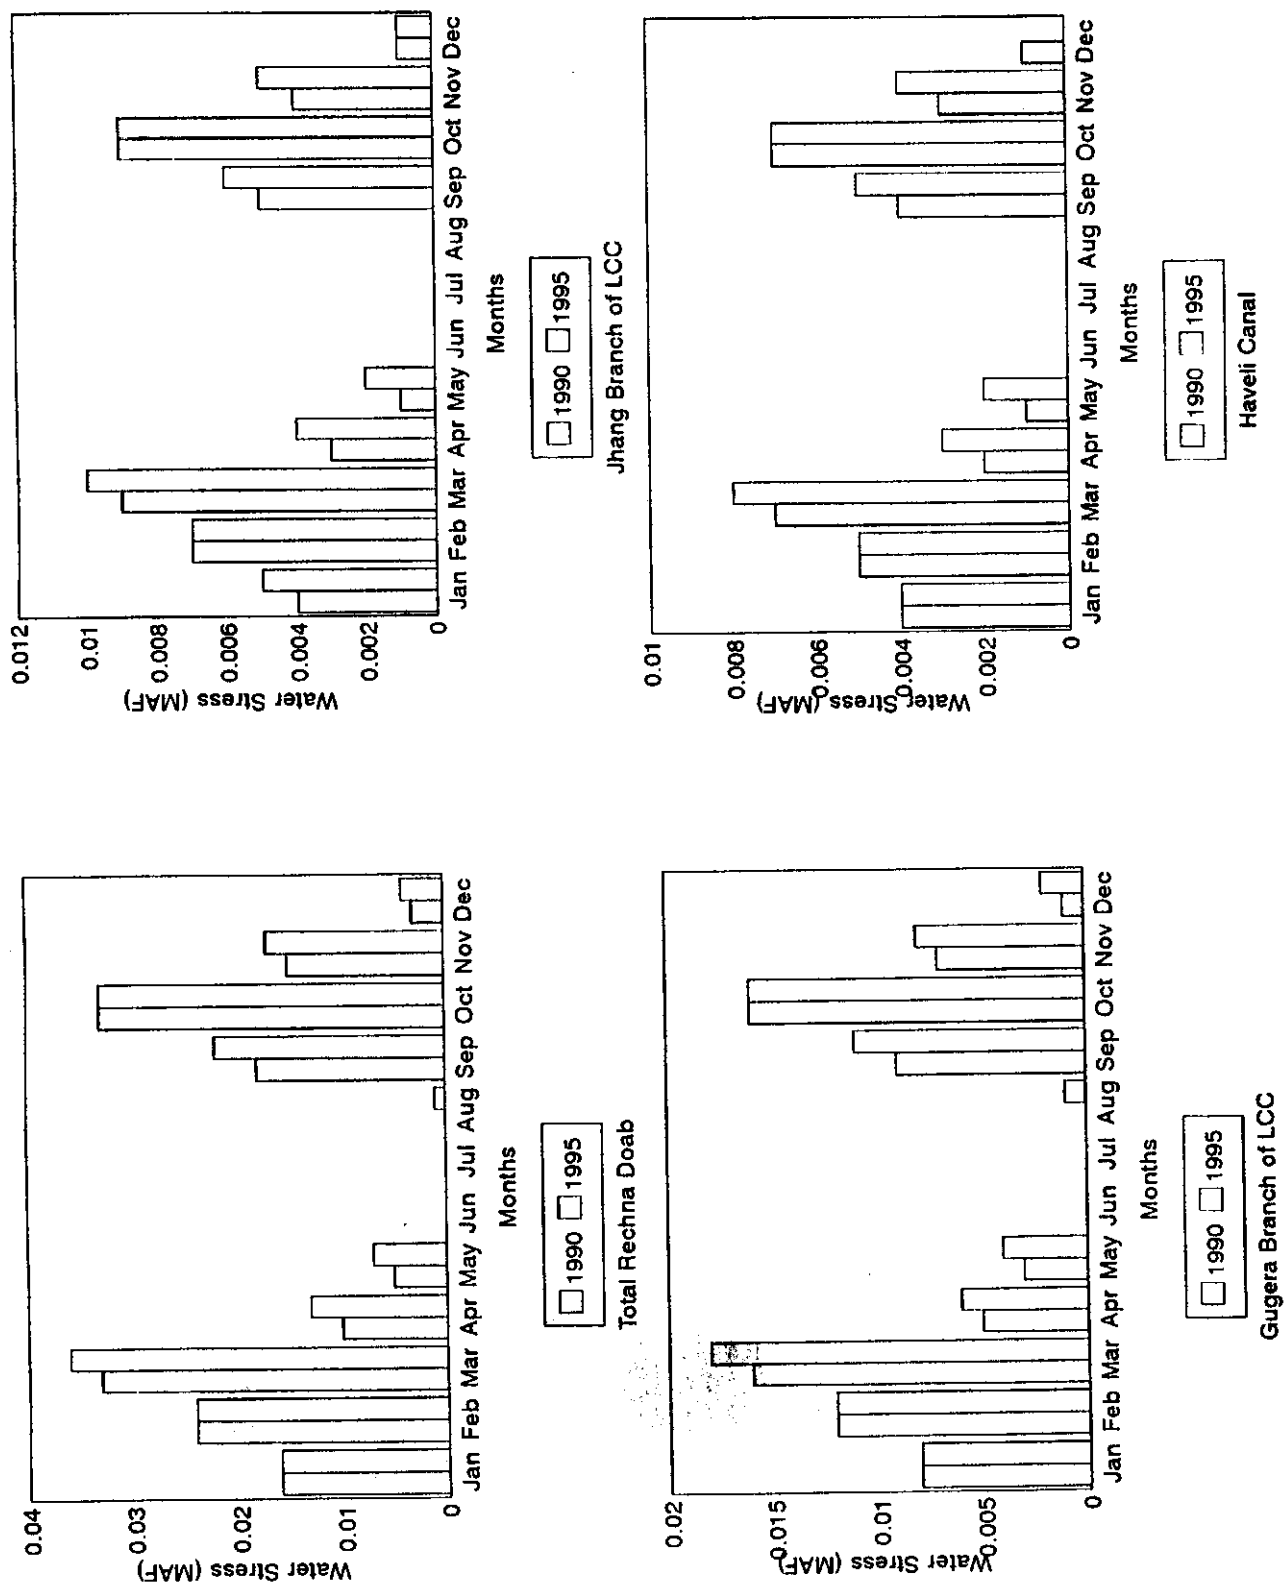 Water Stress (MAF)
0.04
0.03
0.02
0.01
0
Jan Feb Mar Apr May Jun Jul Aug Sep Oct Nov Dec
Months
1990 1995
Total Rechna Doab
Water Stress (MAF)
0.012
0.01
0.008
0.006
0.004
0.002
0
Jan Feb Mar Apr May Jun Jul Aug Sep Oct Nov Dec
Months
1990 1995
Jhang Branch of LCC
Water Stress (MAF)
0.02
0.015
0.01
0.005
0
Jan Feb Mar Apr May Jun Jul Aug Sep Oct Nov Dec
Months
1990 1995
Gugera Branch of LCC
Water Stress (MAF)
0.01
0.008
0.006
0.004
0.002
0
Jan Feb Mar Apr May Jun Jul Aug Sep Oct Nov Dec
Months
1990 1995
Haveli Canal